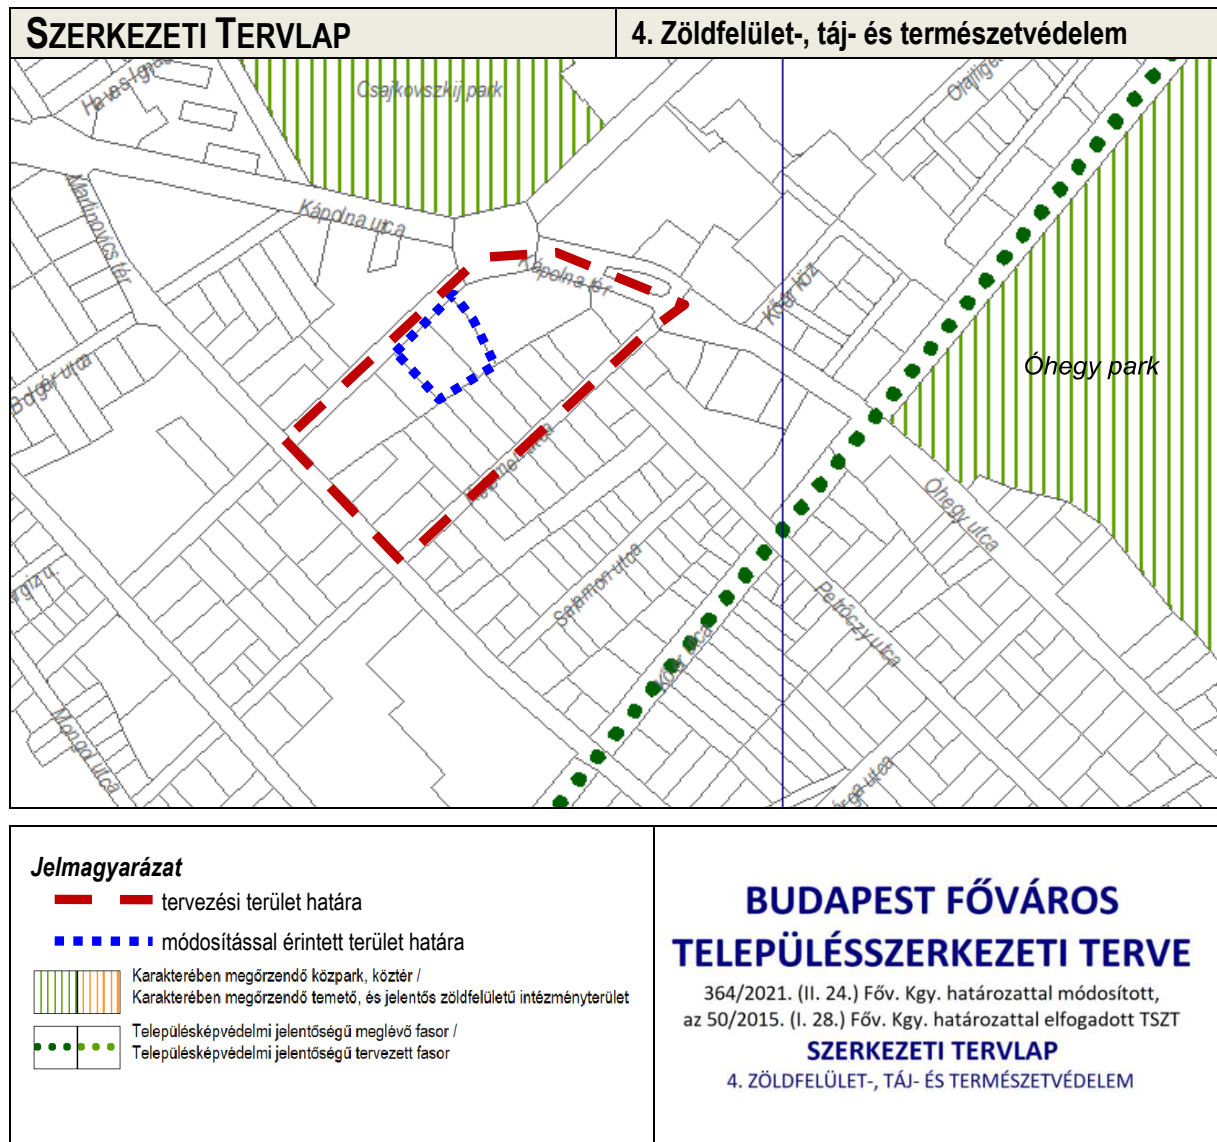 SZERKEZETI TERVLAP
4. Zöldfelület-, táj- és természetvédelem
Csajkovszkij park
Martinovics tér
Kápolna utca
Kápolna tér
Kőér köz
Óhegy park
Óhegy utca
Salamon utca
Petrőczy utca
Kőér utca
Mongol utca
Jelmagyarázat
tervezési terület határa
módosítással érintett terület határa
Karakterében megőrzendő közpark, köztér /
Karakterében megőrzendő temető, és jelentős zöldfelületű intézményterület
Településképvédelmi jelentőségű meglévő fasor /
Településképvédelmi jelentőségű tervezett fasor
BUDAPEST FŐVÁROS
TELEPÜLÉSSZERKEZETI TERVE
364/2021. (II. 24.) Főv. Kgy. határozattal módosított,
az 50/2015. (I. 28.) Főv. Kgy. határozattal elfogadott TSZT
SZERKEZETI TERVLAP
4. ZÖLDFELÜLET-, TÁJ- ÉS TERMÉSZETVÉDELEM